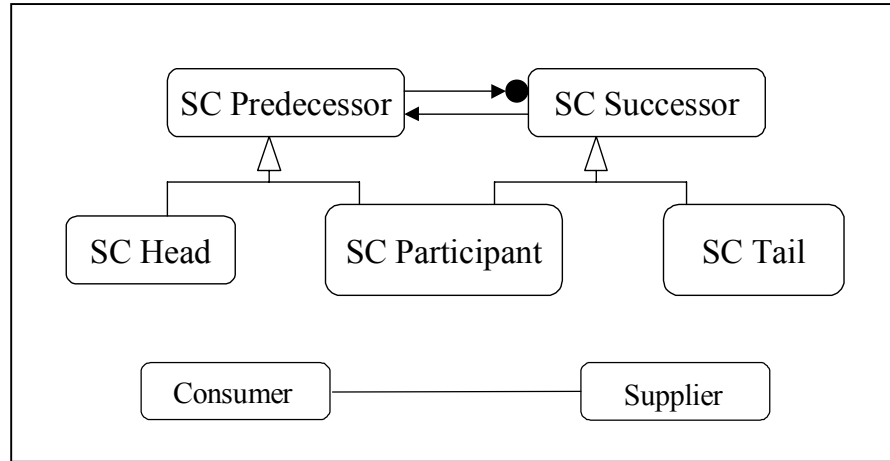 SC Predecessor
SC Successor
SC Head
SC Participant
SC Tail
Consumer
Supplier